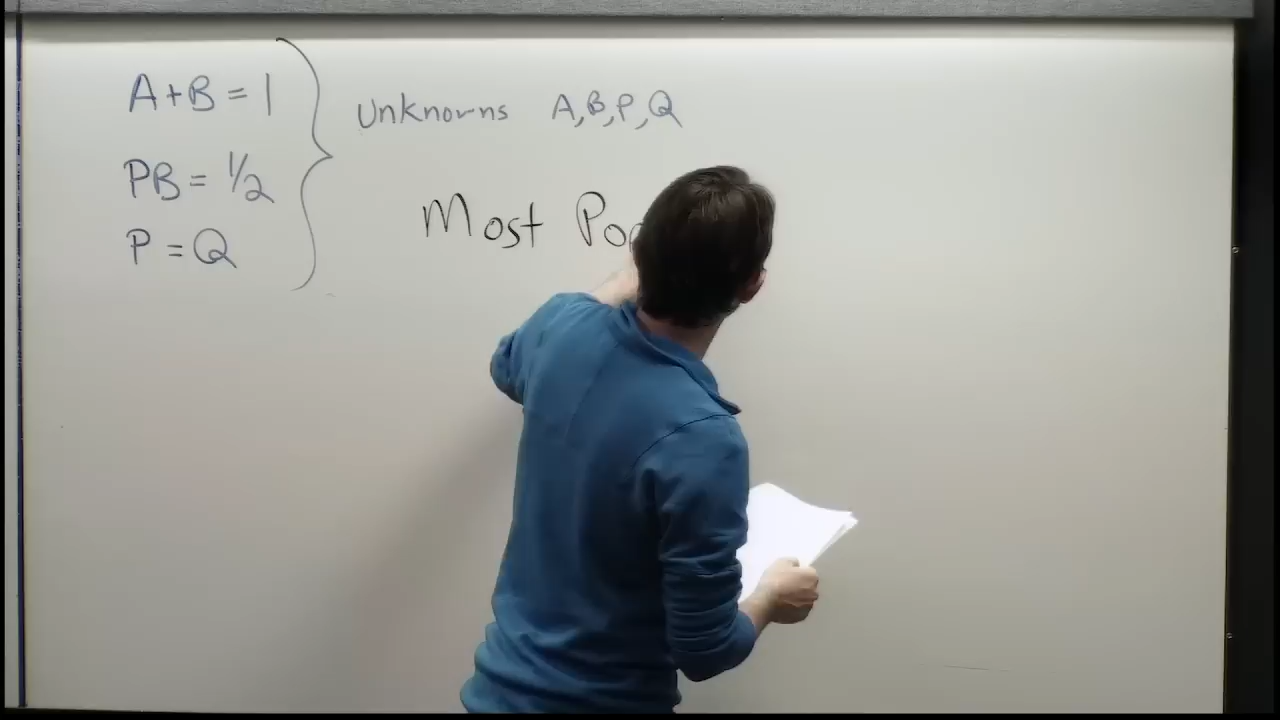 A+B=1
PB=1/2
P=Q
Unknowns A,B,P,Q
Most